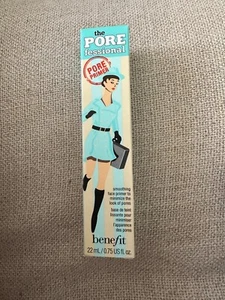 the
PORE
fessional
PORE
PRIMER
smoothing
face primer to
minimize the
look of pores
base de teint
lissante pour
minimiser
l'apparence
des pores
benefit
22 mL / 0.75 US fl. oz.